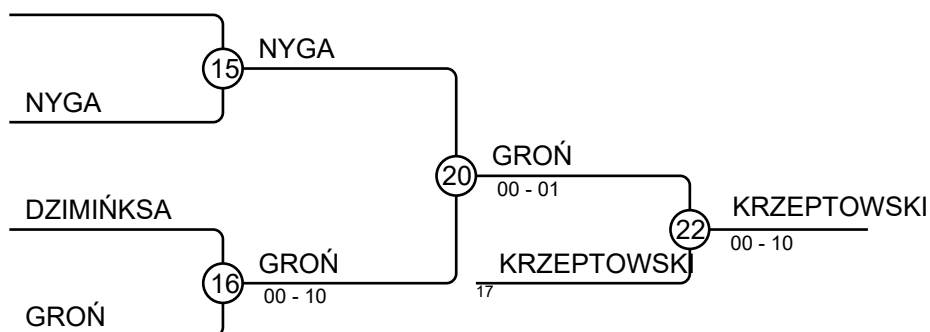 NYGA
15
NYGA
DZIMIŃKSA
GROŃ
16
GROŃ
00 - 10
20
GROŃ
00 - 01
KRZEPTOWSKI
17
22
KRZEPTOWSKI
00 - 10